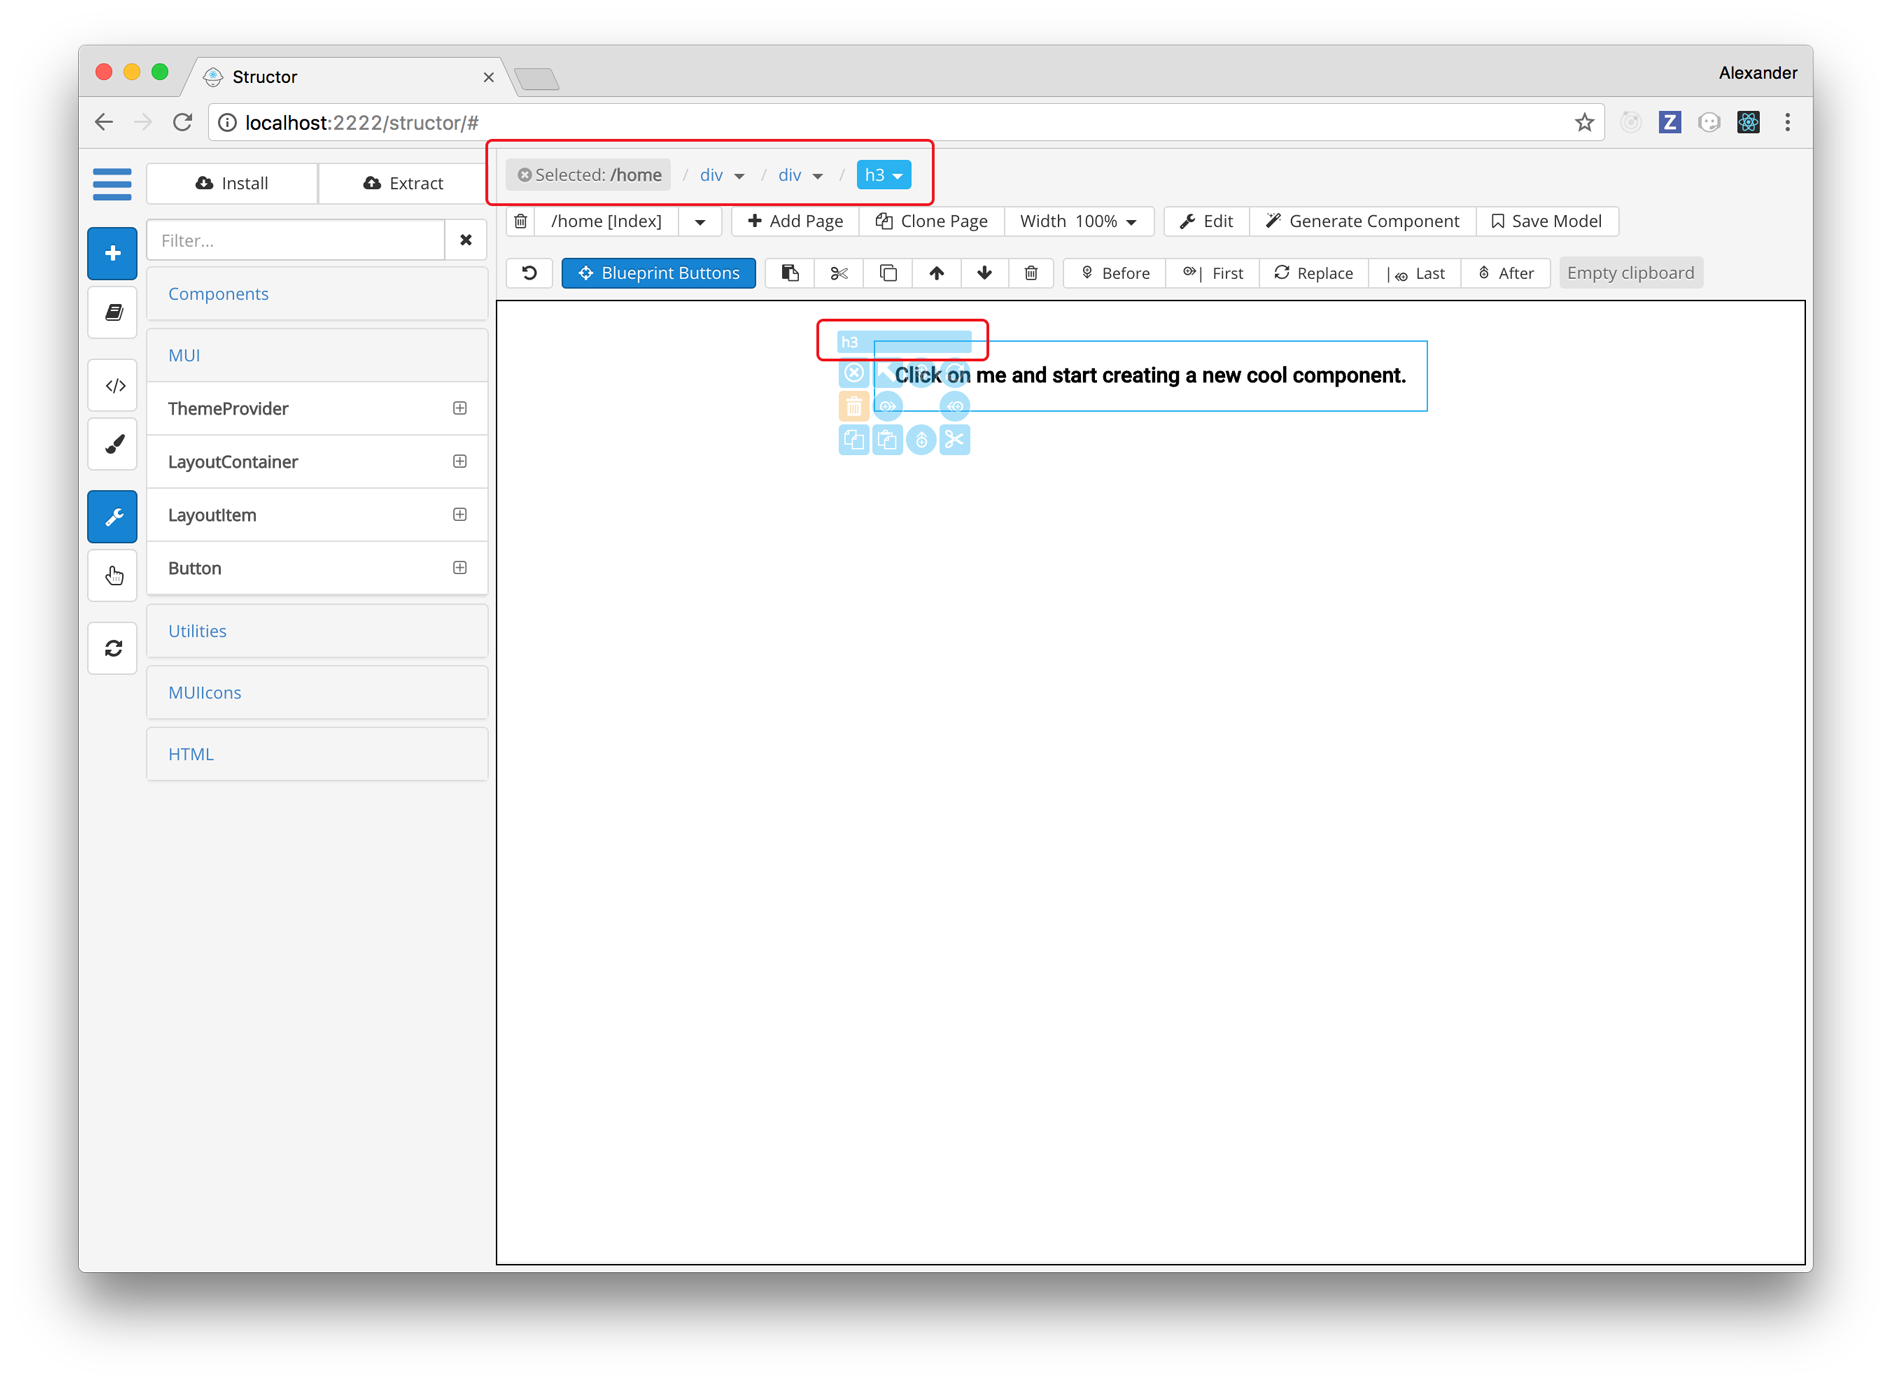 Structor
Alexander
localhost:2222/structor/#
Install Extract
Selected: /home / div / div / h3
/home [Index] Add Page Clone Page Width 100% Edit Generate Component Save Model
Filter...
Blueprint Buttons Before First Replace Last After Empty clipboard
Components
MUI
ThemeProvider
LayoutContainer
LayoutItem
Button
Utilities
MUIIcons
HTML
h3
Click on me and start creating a new cool component.
Z